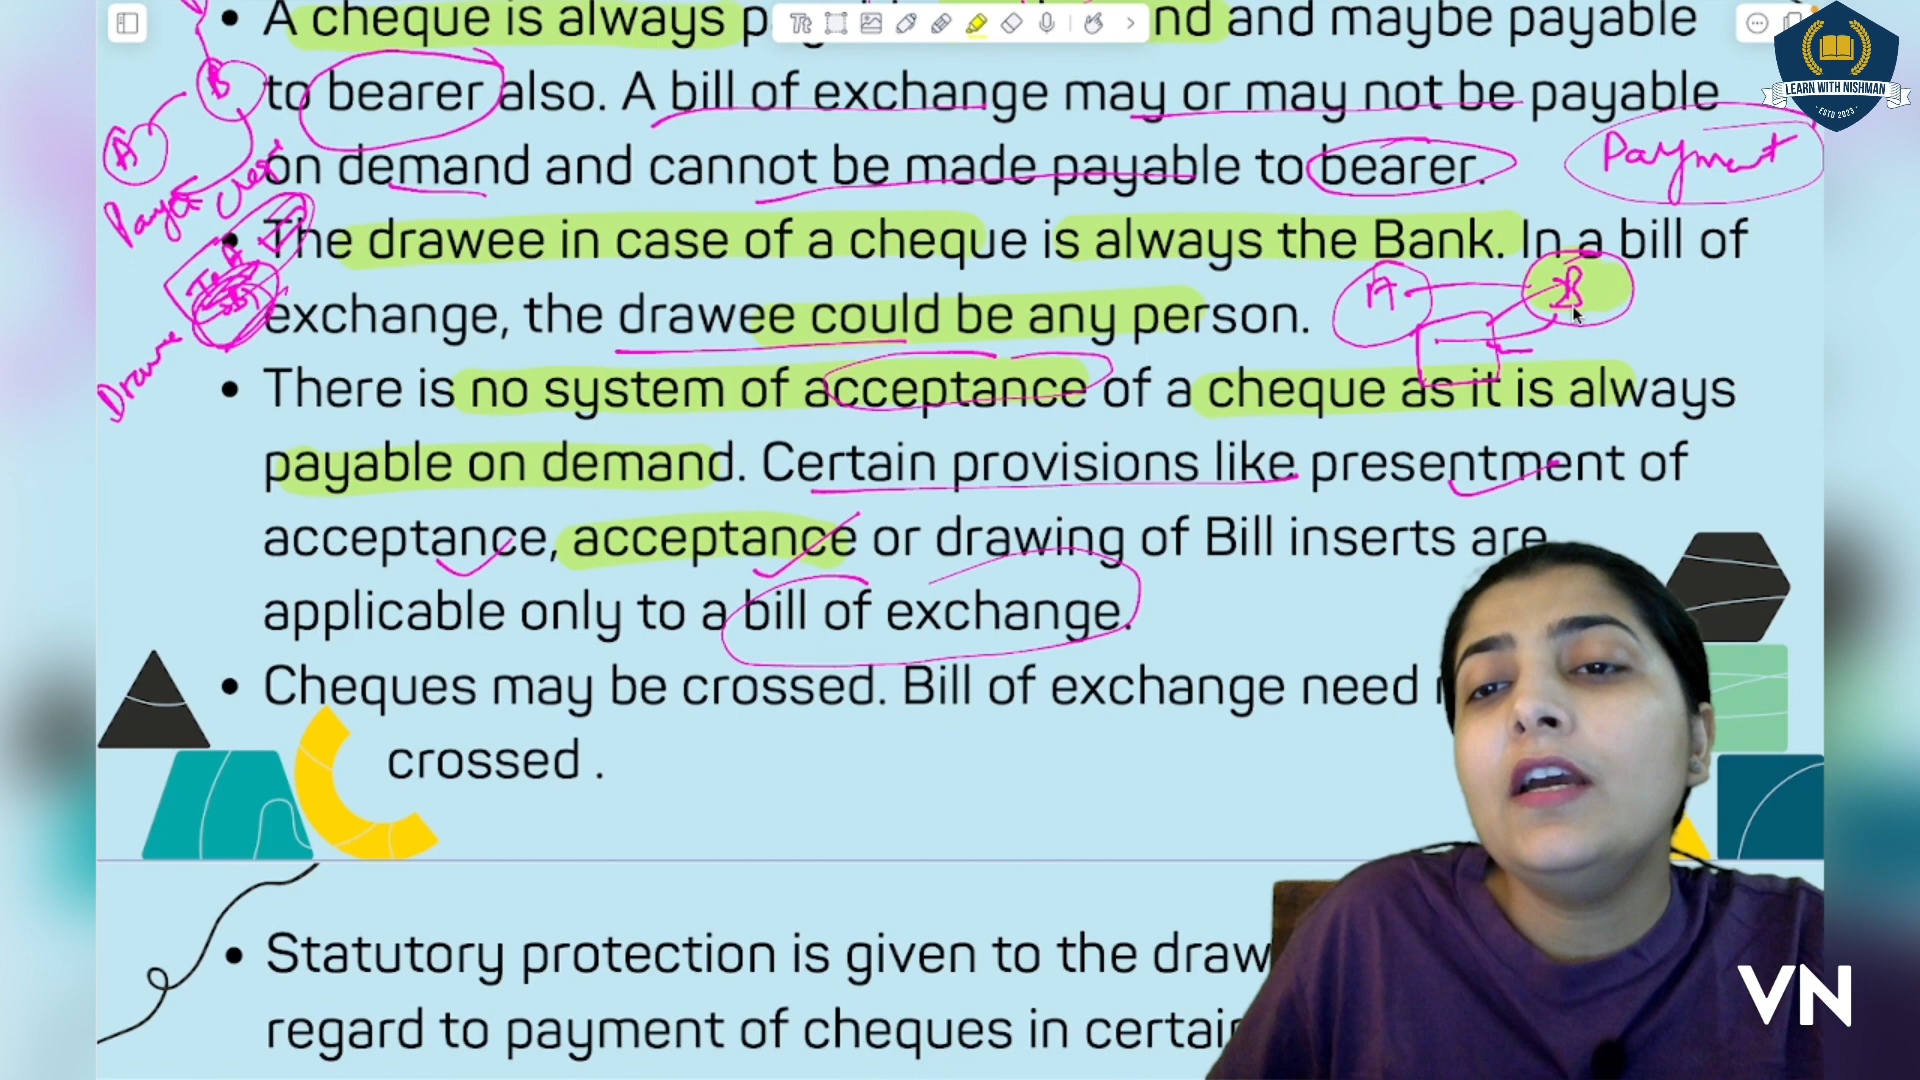 A cheque is always nd and maybe payable
to bearer also. A bill of exchange may or may not be payable
on demand and cannot be made payable to bearer.
Payment
The drawee in case of a cheque is always the Bank. In a bill of
exchange, the drawee could be any person.
A B
There is no system of acceptance of a cheque as it is always
payable on demand. Certain provisions like presentment of
acceptance, acceptance or drawing of Bill inserts are
applicable only to a bill of exchange.
Cheques may be crossed. Bill of exchange need
crossed .
Statutory protection is given to the
regard to payment of cheques in
B
A
Tt
LEARN WITH NISHMAN
ESTD 2023
VN